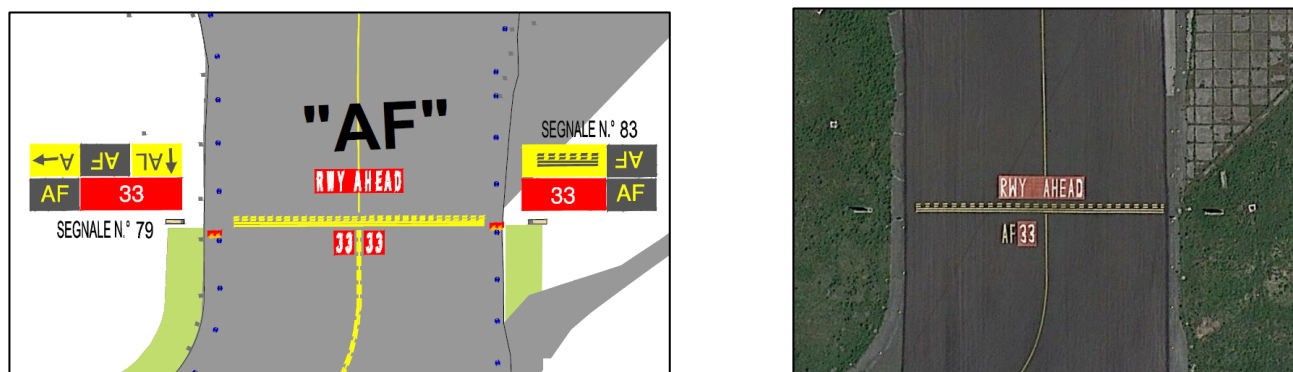 "AF"
SEGNALE N.° 83
A AF AL
AF
AF 33
33 AF
RWY AHEAD
SEGNALE N.° 79
33 33
RWY AHEAD
AF 33